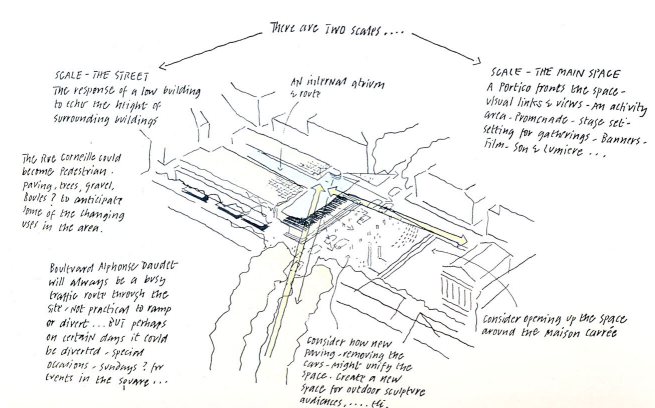 There are TWO scales....
SCALE - THE STREET
The response of a low building
to echo the height of
surrounding buildings
An internal atrium
& route
SCALE - THE MAIN SPACE
A Portico fronts the space -
visual links & views - An activity
area - Promenade - stage set -
setting for gatherings - Banners -
Film - Son & Lumiere ...
The Rue Corneille could
become Pedestrian.
paving, trees, gravel,
Boules? to anticipate
some of the changing
uses in the area.
Boulevard Alphonse Daudet
will always be a busy
traffic route through the
site. Not practical to ramp
or divert ... BUT perhaps
on certain days it could
be diverted - special
occasions - sundays? for
events in the square ...
Consider how new
Paving - removing the
cars - might unify the
space. Create a new
space for outdoor sculpture
audiences, .... etc.
Consider opening up the space
around the Maison Carrée